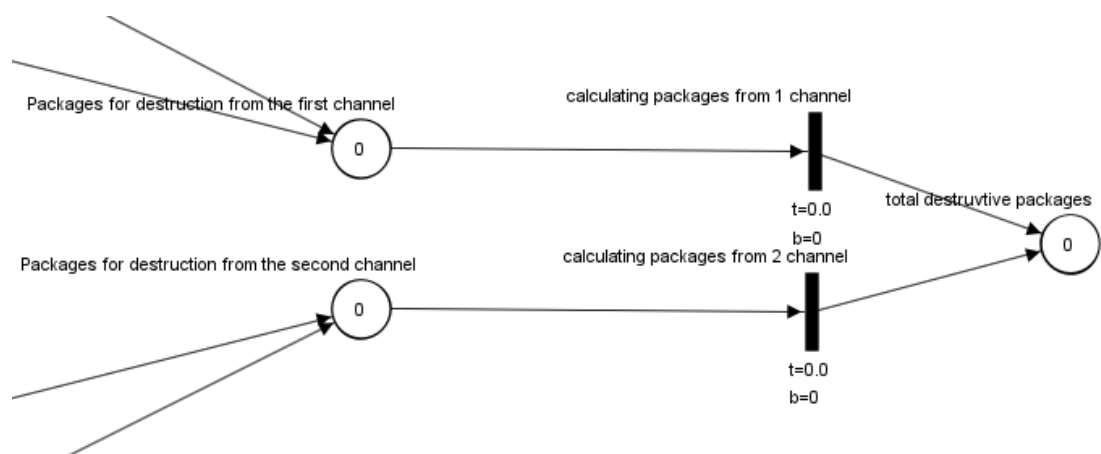 Packages for destruction from the first channel
0
calculating packages from 1 channel
t=0.0
b=0
total destruvtive packages
0
Packages for destruction from the second channel
0
calculating packages from 2 channel
t=0.0
b=0